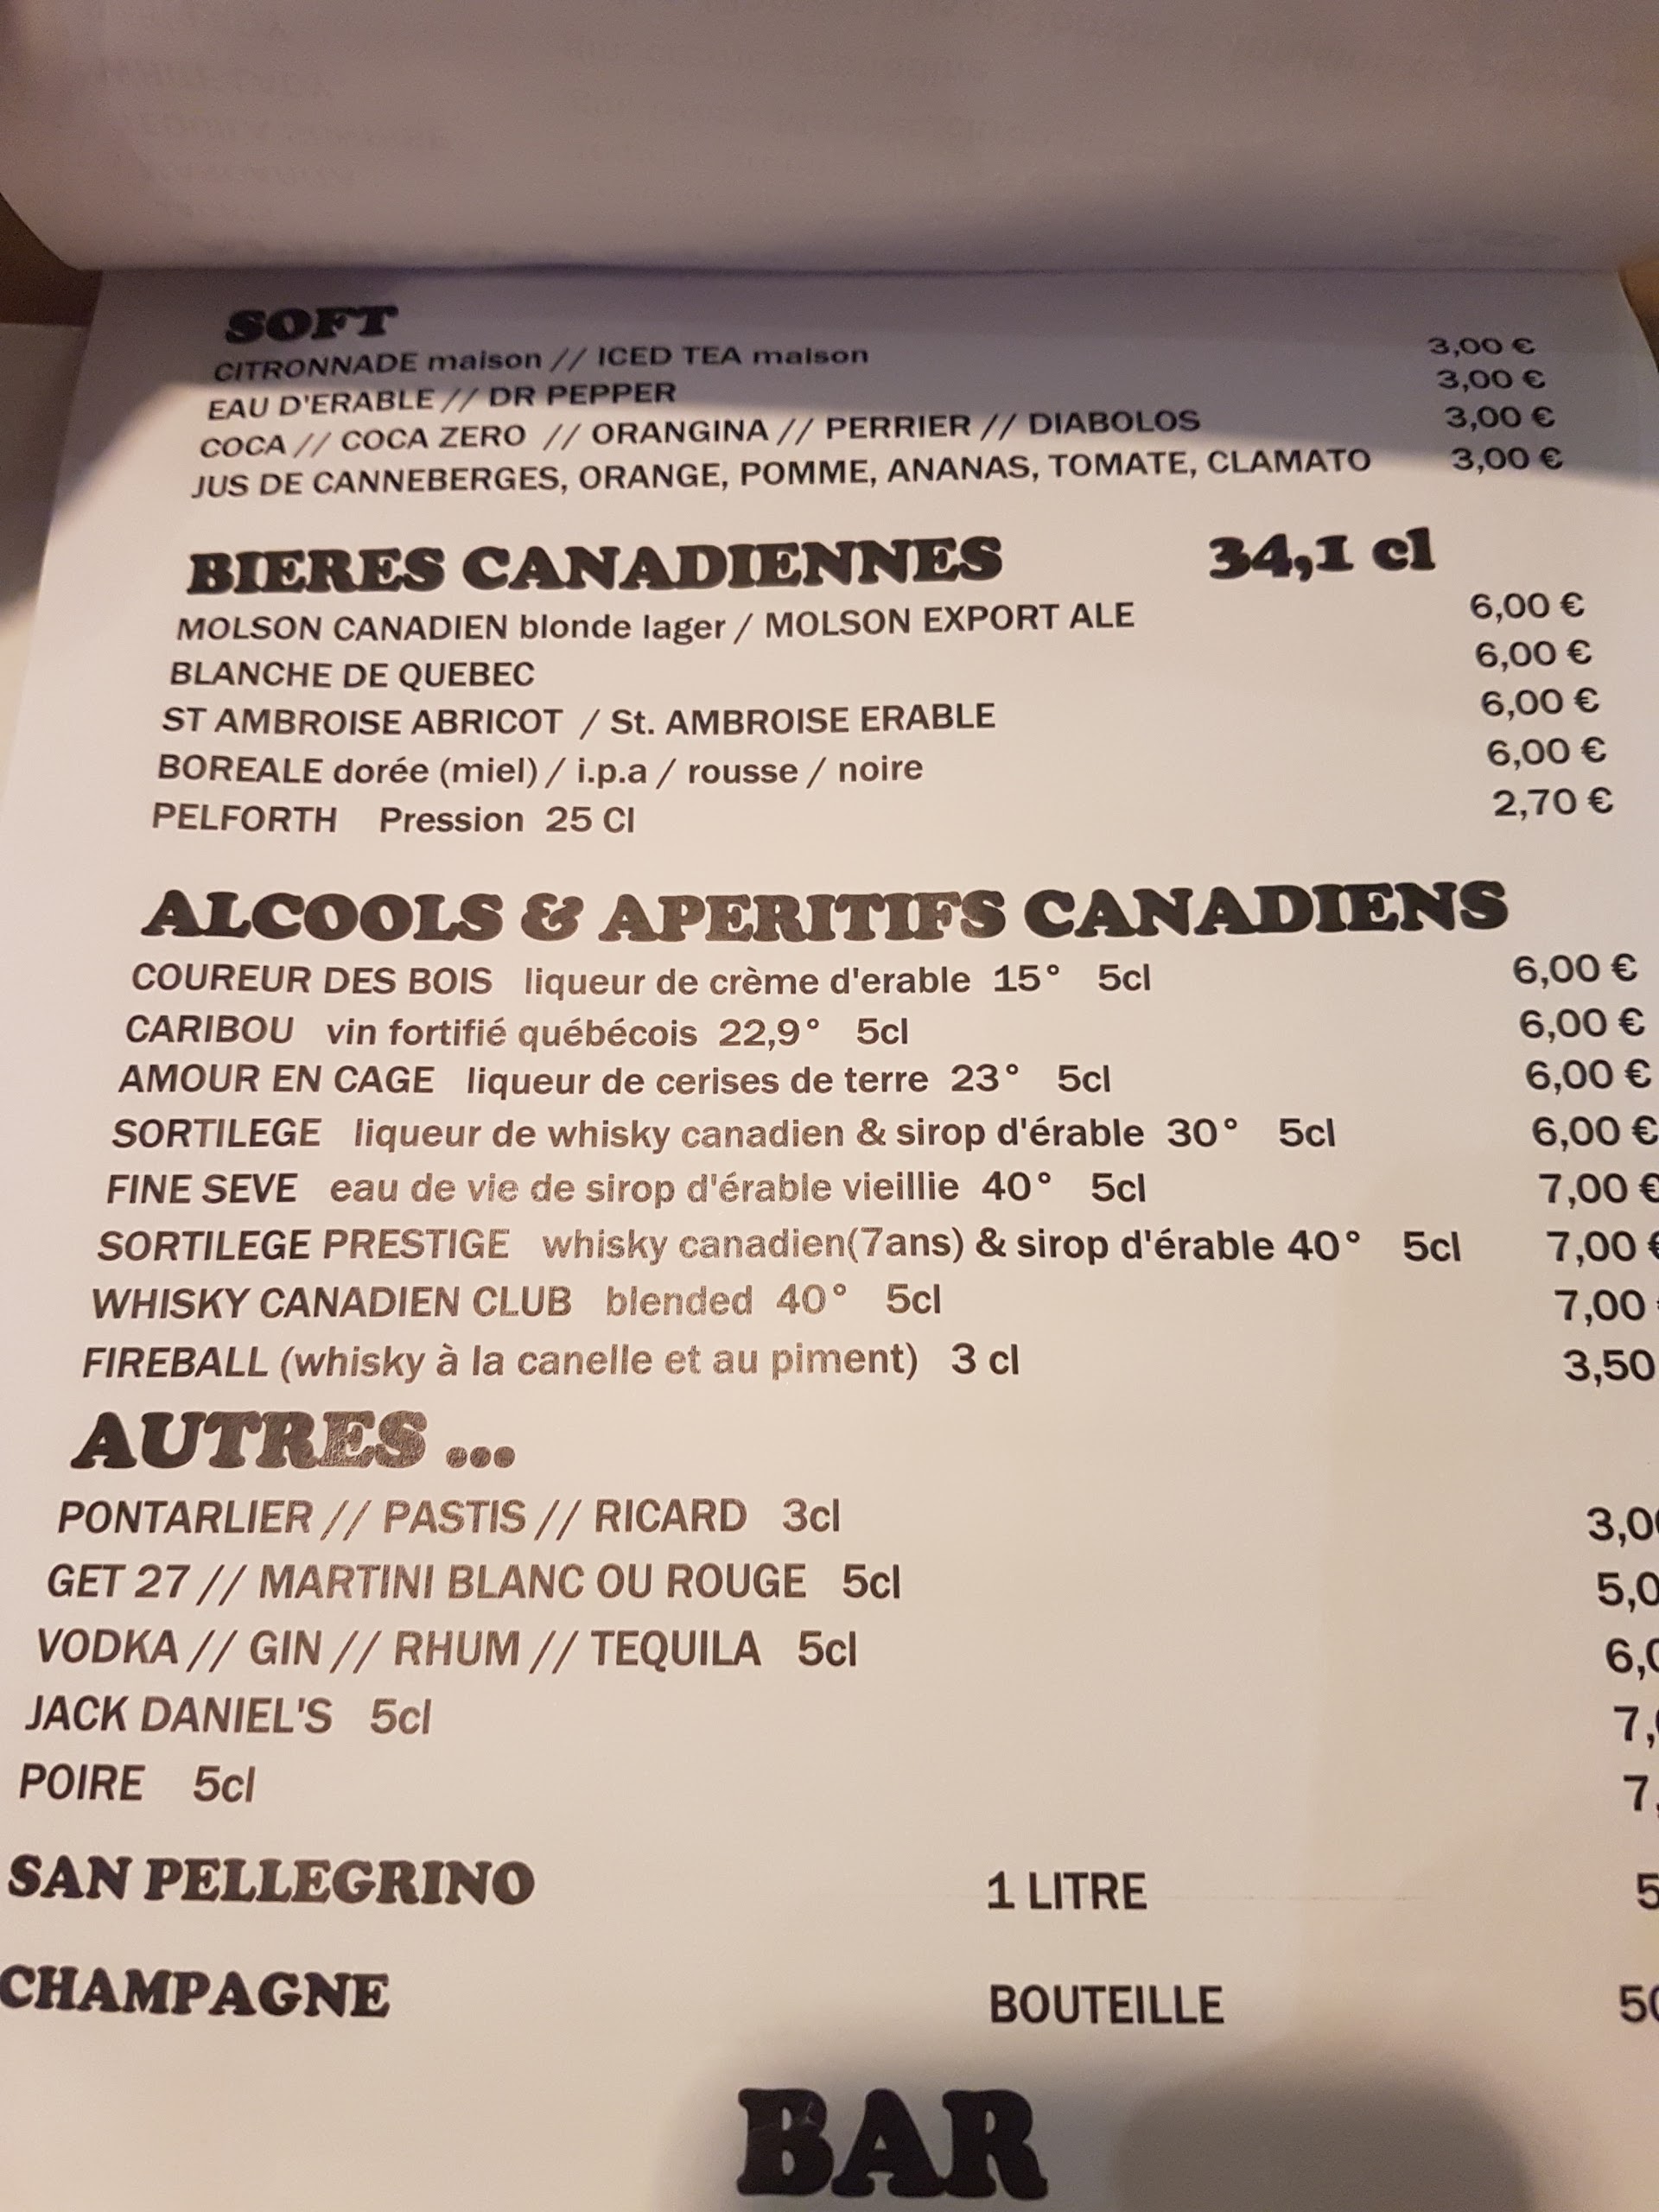 SOFT
CITRONNADE maison // ICED TEA maison 3,00 €
EAU D'ERABLE // DR PEPPER 3,00 €
COCA // COCA ZERO // ORANGINA // PERRIER // DIABOLOS 3,00 €
JUS DE CANNEBERGES, ORANGE, POMME, ANANAS, TOMATE, CLAMATO 3,00 €
BIERES CANADIENNES 34,1 cl
MOLSON CANADIEN blonde lager / MOLSON EXPORT ALE 6,00 €
BLANCHE DE QUEBEC 6,00 €
ST AMBROISE ABRICOT / St. AMBROISE ERABLE 6,00 €
BOREALE dorée (miel) / i.p.a / rousse / noire 6,00 €
PELFORTH Pression 25 Cl 2,70 €
ALCOOLS & APERITIFS CANADIENS
COUREUR DES BOIS liqueur de crème d'erable 15° 5cl 6,00 €
CARIBOU vin fortifié québécois 22,9° 5cl 6,00 €
AMOUR EN CAGE liqueur de cerises de terre 23° 5cl 6,00 €
SORTILEGE liqueur de whisky canadien & sirop d'érable 30° 5cl 6,00 €
FINE SEVE eau de vie de sirop d'érable vieillie 40° 5cl 7,00 €
SORTILEGE PRESTIGE whisky canadien(7ans) & sirop d'érable 40° 5cl 7,00 €
WHISKY CANADIEN CLUB blended 40° 5cl 7,00
FIREBALL (whisky à la canelle et au piment) 3 cl 3,50
AUTRES ...
PONTARLIER // PASTIS // RICARD 3cl 3,0
GET 27 // MARTINI BLANC OU ROUGE 5cl 5,0
VODKA // GIN // RHUM // TEQUILA 5cl 6,
JACK DANIEL'S 5cl 7,
POIRE 5cl 7,
SAN PELLEGRINO 1 LITRE 5
CHAMPAGNE BOUTEILLE 50
BAR